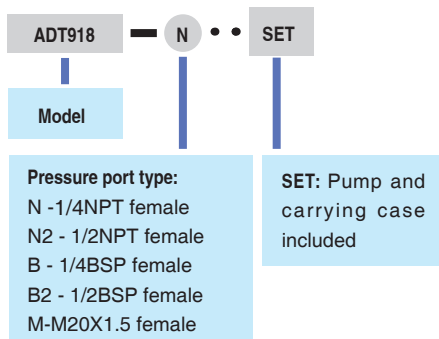 ADT918 — N • • SET
Model
Pressure port type:
N -1/4NPT female
N2 - 1/2NPT female
B - 1/4BSP female
B2 - 1/2BSP female
M-M20X1.5 female
SET: Pump and
carrying case
included